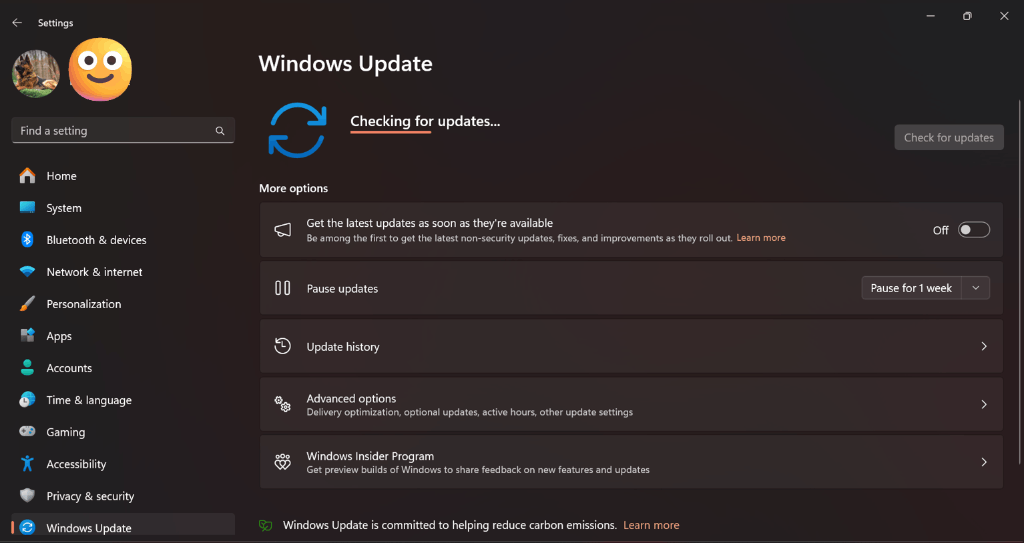 Settings
Find a setting
Home
System
Bluetooth & devices
Network & internet
Personalization
Apps
Accounts
Time & language
Gaming
Accessibility
Privacy & security
Windows Update
Windows Update
Checking for updates...
Check for updates
More options
Get the latest updates as soon as they're available
Be among the first to get the latest non-security updates, fixes, and improvements as they roll out. Learn more
Off
Pause updates
Pause for 1 week
Update history
Advanced options
Delivery optimization, optional updates, active hours, other update settings
Windows Insider Program
Get preview builds of Windows to share feedback on new features and updates
Windows Update is committed to helping reduce carbon emissions. Learn more